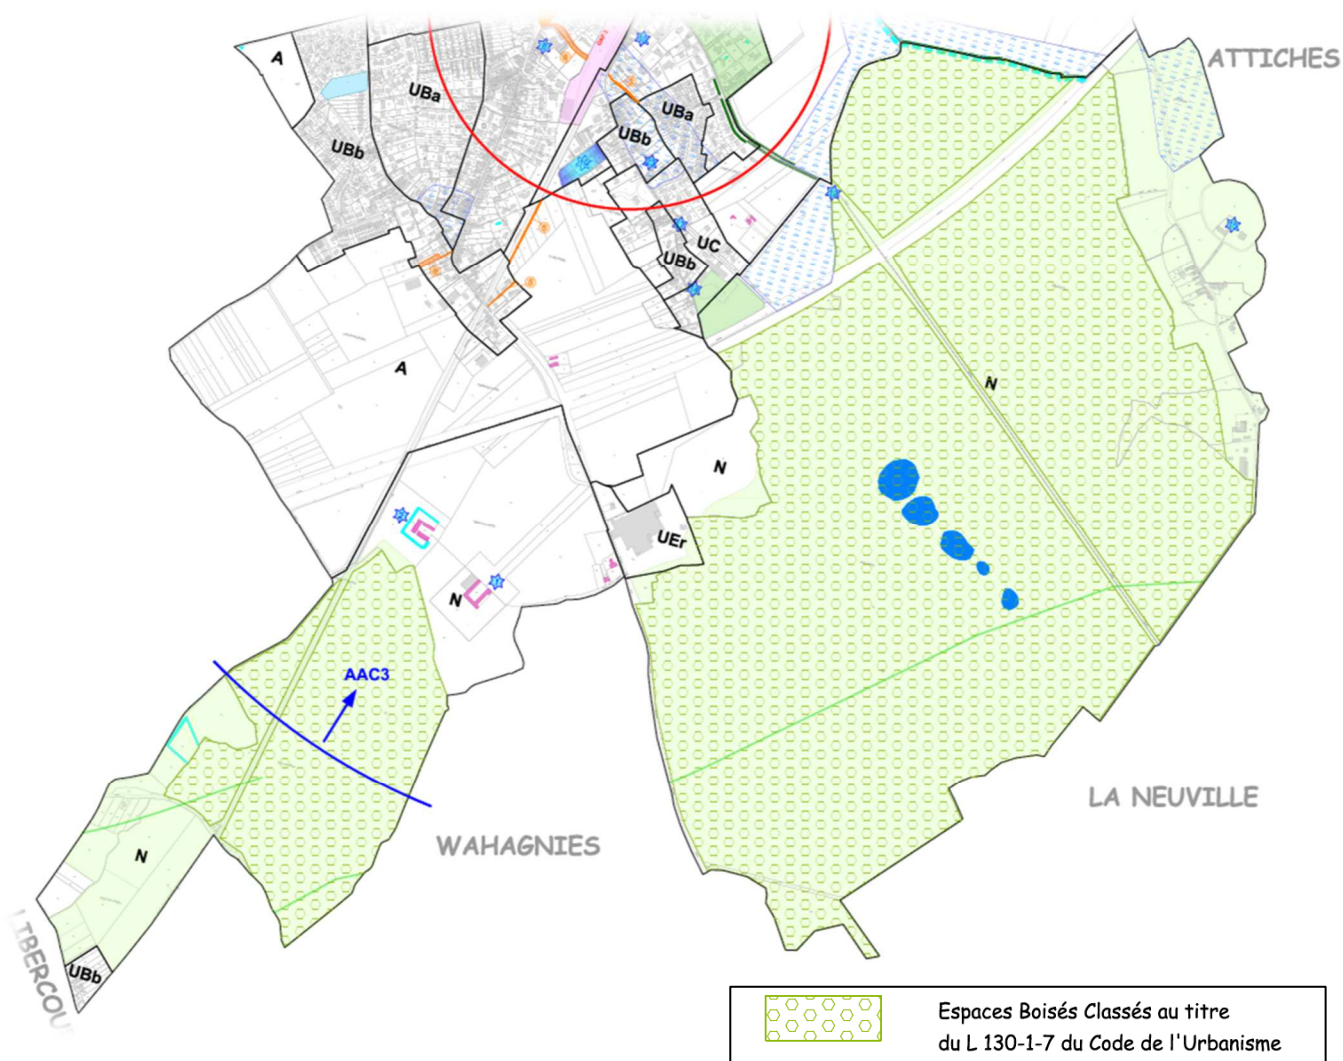 ATTICHES
A
UBa
UBa
UBb
UBb
UC
UBb
A
N
N
UEr
N
AAC3
LA NEUVILLE
WAHAGNIES
N
UBb
Espaces Boisés Classés au titre
du L 130-1-7 du Code de l'Urbanisme